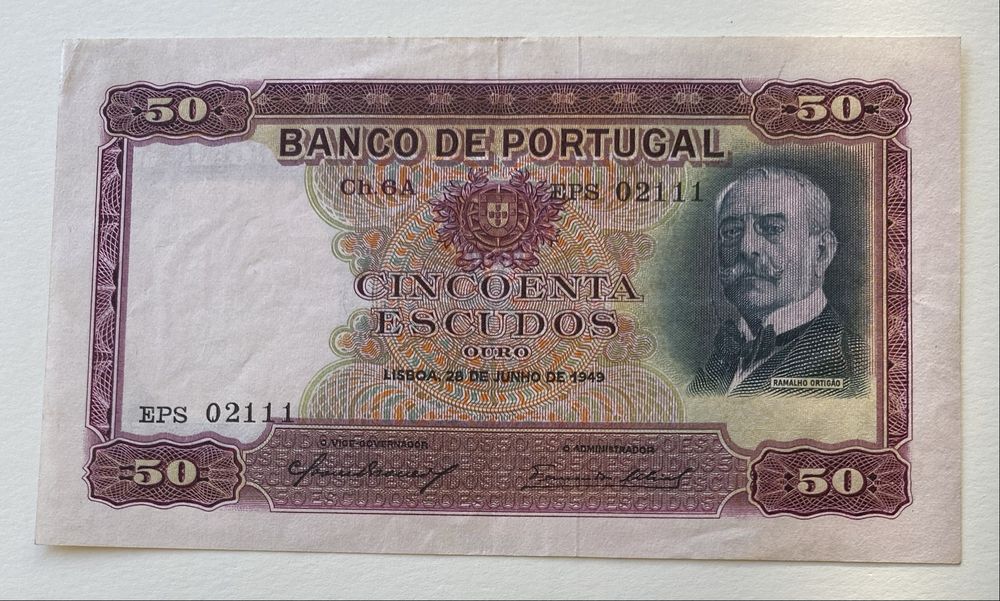 50 50
BANCO DE PORTUGAL
Ch. 6A EPS 02111
CINCOENTA
ESCUDOS
OURO
LISBOA, 28 DE JUNHO DE 1949
RAMALHO ORTIGÃO
EPS 02111
O VICE-GOVERNADOR O ADMINISTRADOR
50 50